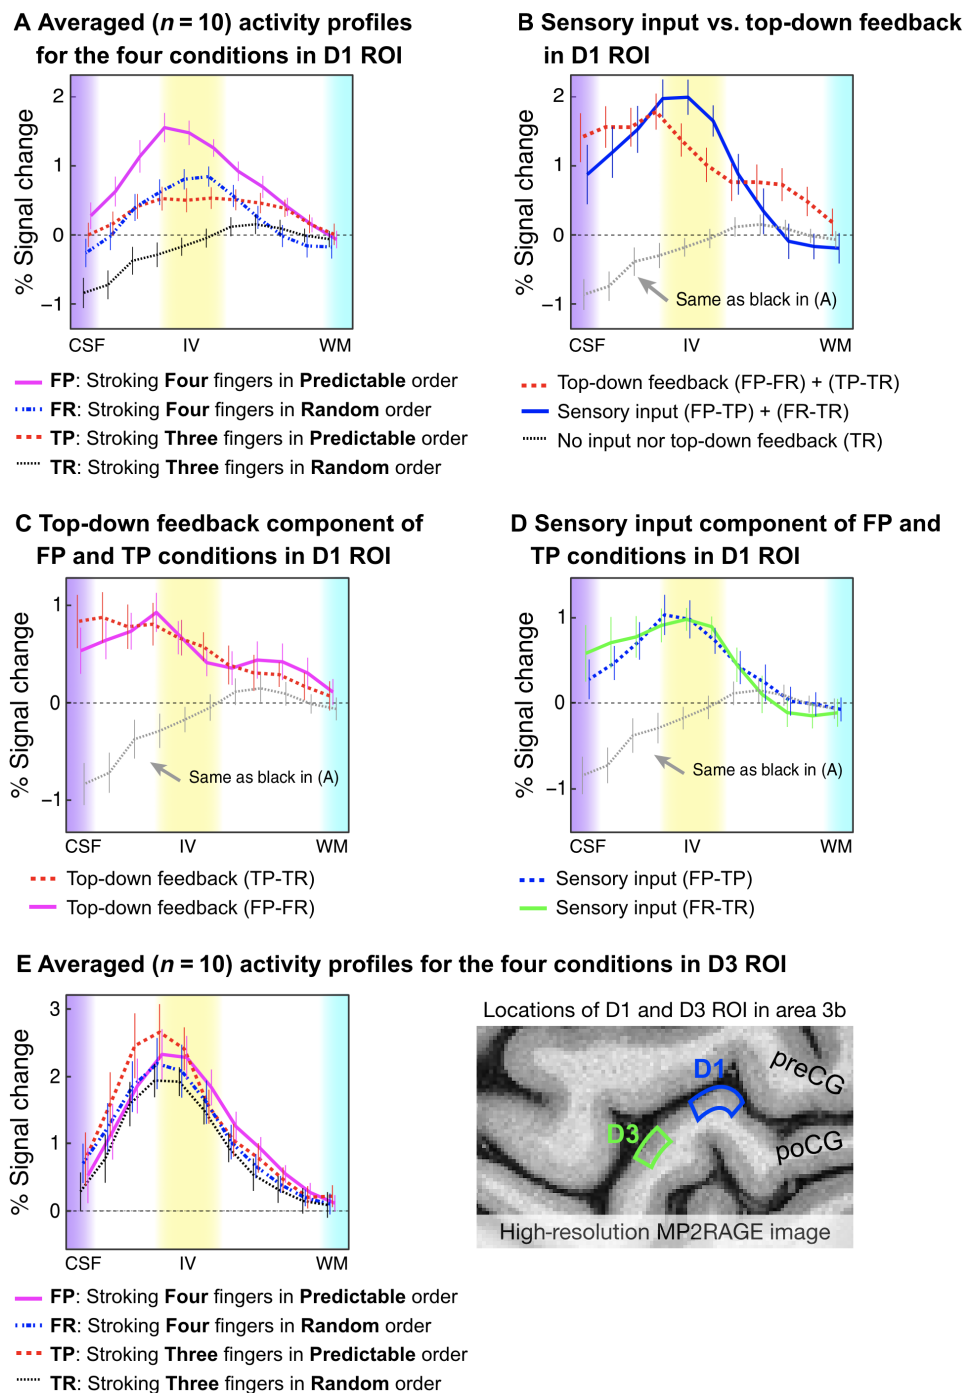 A Averaged (n = 10) activity profiles
for the four conditions in D1 ROI
% Signal change
2
1
0
−1
CSF IV WM
FP: Stroking Four fingers in Predictable order
FR: Stroking Four fingers in Random order
TP: Stroking Three fingers in Predictable order
TR: Stroking Three fingers in Random order
B Sensory input vs. top-down feedback
in D1 ROI
% Signal change
2
1
0
−1
Same as black in (A)
CSF IV WM
Top-down feedback (FP-FR) + (TP-TR)
Sensory input (FP-TP) + (FR-TR)
No input nor top-down feedback (TR)
C Top-down feedback component of
FP and TP conditions in D1 ROI
% Signal change
1
0
−1
Same as black in (A)
CSF IV WM
Top-down feedback (TP-TR)
Top-down feedback (FP-FR)
D Sensory input component of FP and
TP conditions in D1 ROI
% Signal change
1
0
−1
Same as black in (A)
CSF IV WM
Sensory input (FP-TP)
Sensory input (FR-TR)
E Averaged (n = 10) activity profiles for the four conditions in D3 ROI
% Signal change
3
2
1
0
CSF IV WM
FP: Stroking Four fingers in Predictable order
FR: Stroking Four fingers in Random order
TP: Stroking Three fingers in Predictable order
TR: Stroking Three fingers in Random order
Locations of D1 and D3 ROI in area 3b
D1
preCG
D3
poCG
High-resolution MP2RAGE image